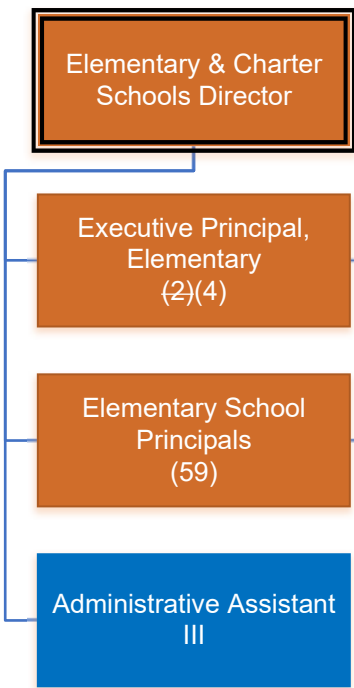 Elementary & Charter
Schools Director
Executive Principal,
Elementary
(2)(4)
Elementary School
Principals
(59)
Administrative Assistant
III